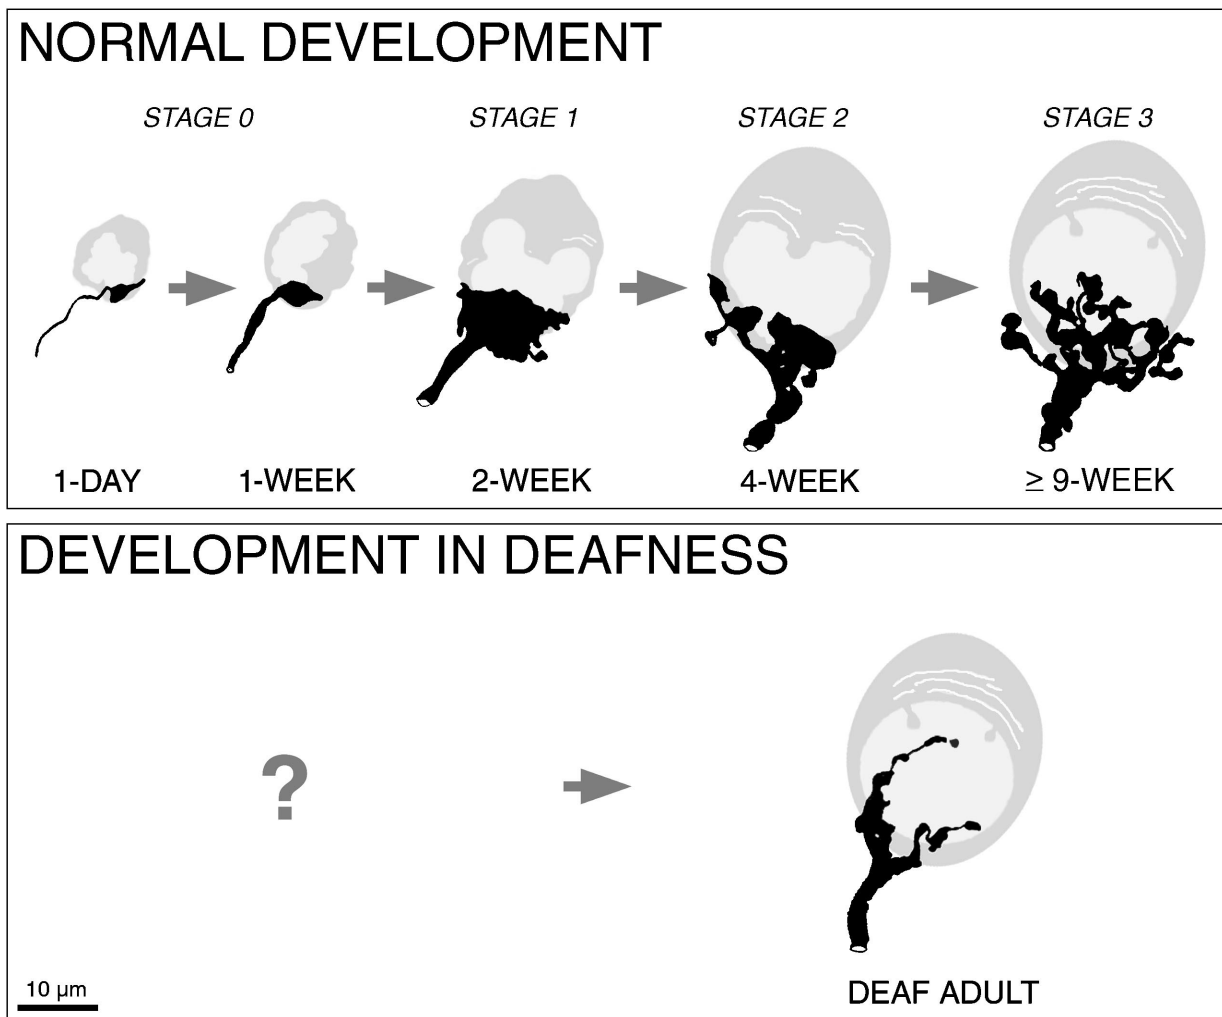 NORMAL DEVELOPMENT
STAGE 0 STAGE 1 STAGE 2 STAGE 3
1-DAY 1-WEEK 2-WEEK 4-WEEK ≥ 9-WEEK
DEVELOPMENT IN DEAFNESS
?
10 µm
DEAF ADULT